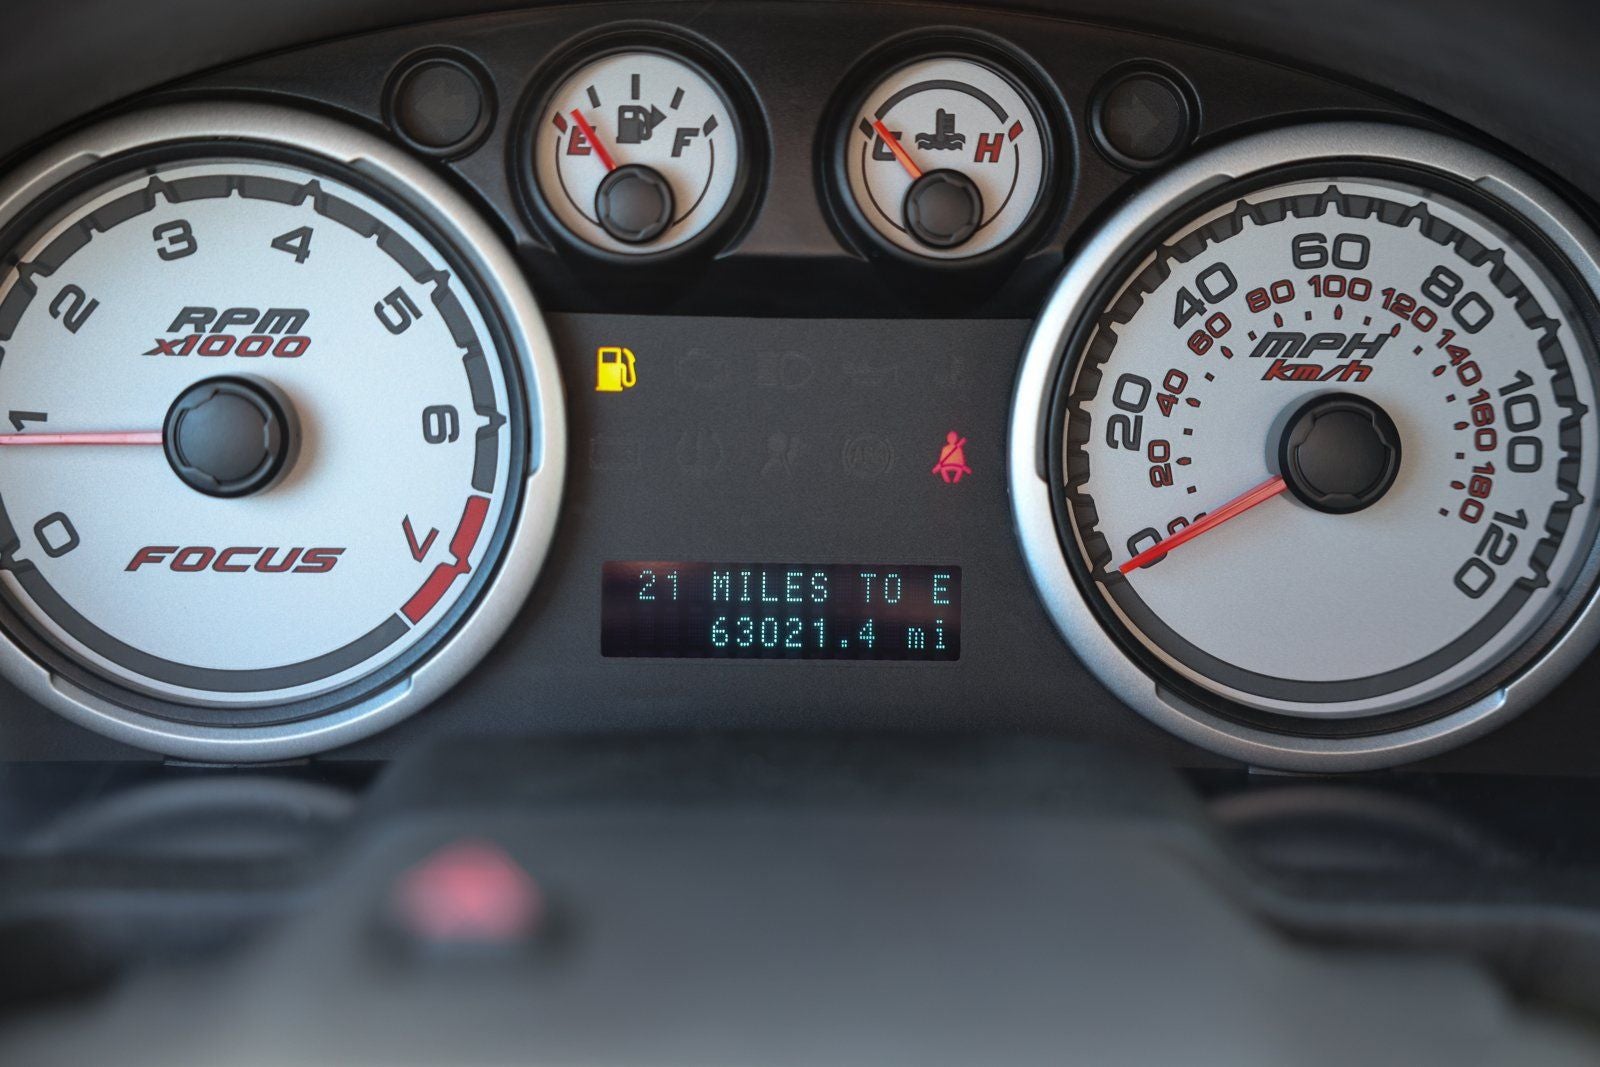 E F
C H
0 1 2 3 4 5 6 7
RPM
x1000
FOCUS
21 MILES TO E
63021.4 mi
0 20 40 60 80 100 120
20 40 60 80 100 120 140 160 180
MPH
km/h